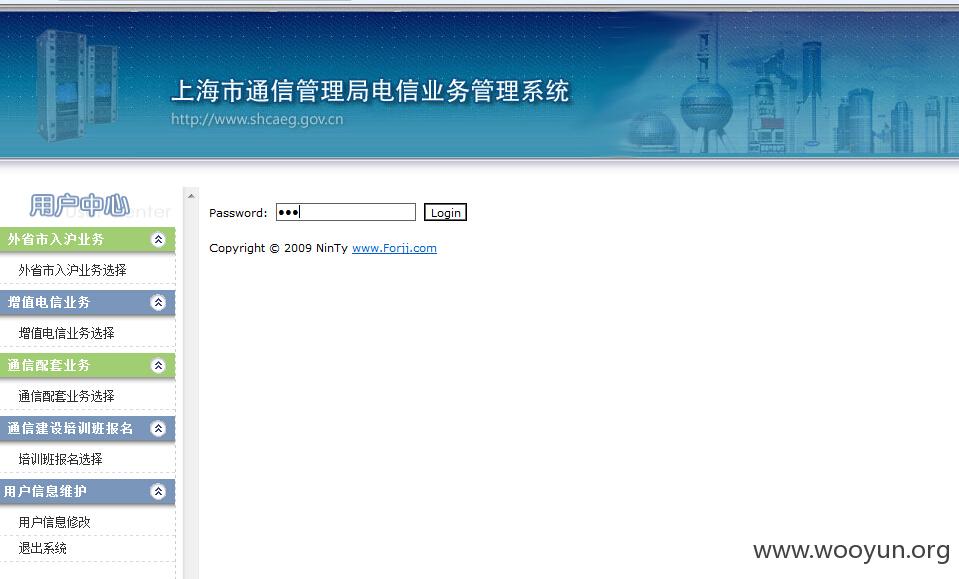 上海市通信管理局电信业务管理系统
http://www.shcaeg.gov.cn
用户中心
外省市入沪业务
外省市入沪业务选择
增值电信业务
增值电信业务选择
通信配套业务
通信配套业务选择
通信建设培训班报名
培训班报名选择
用户信息维护
用户信息修改
退出系统
Password:
Login
Copyright © 2009 NinTy www.Forjj.com
www.wooyun.org